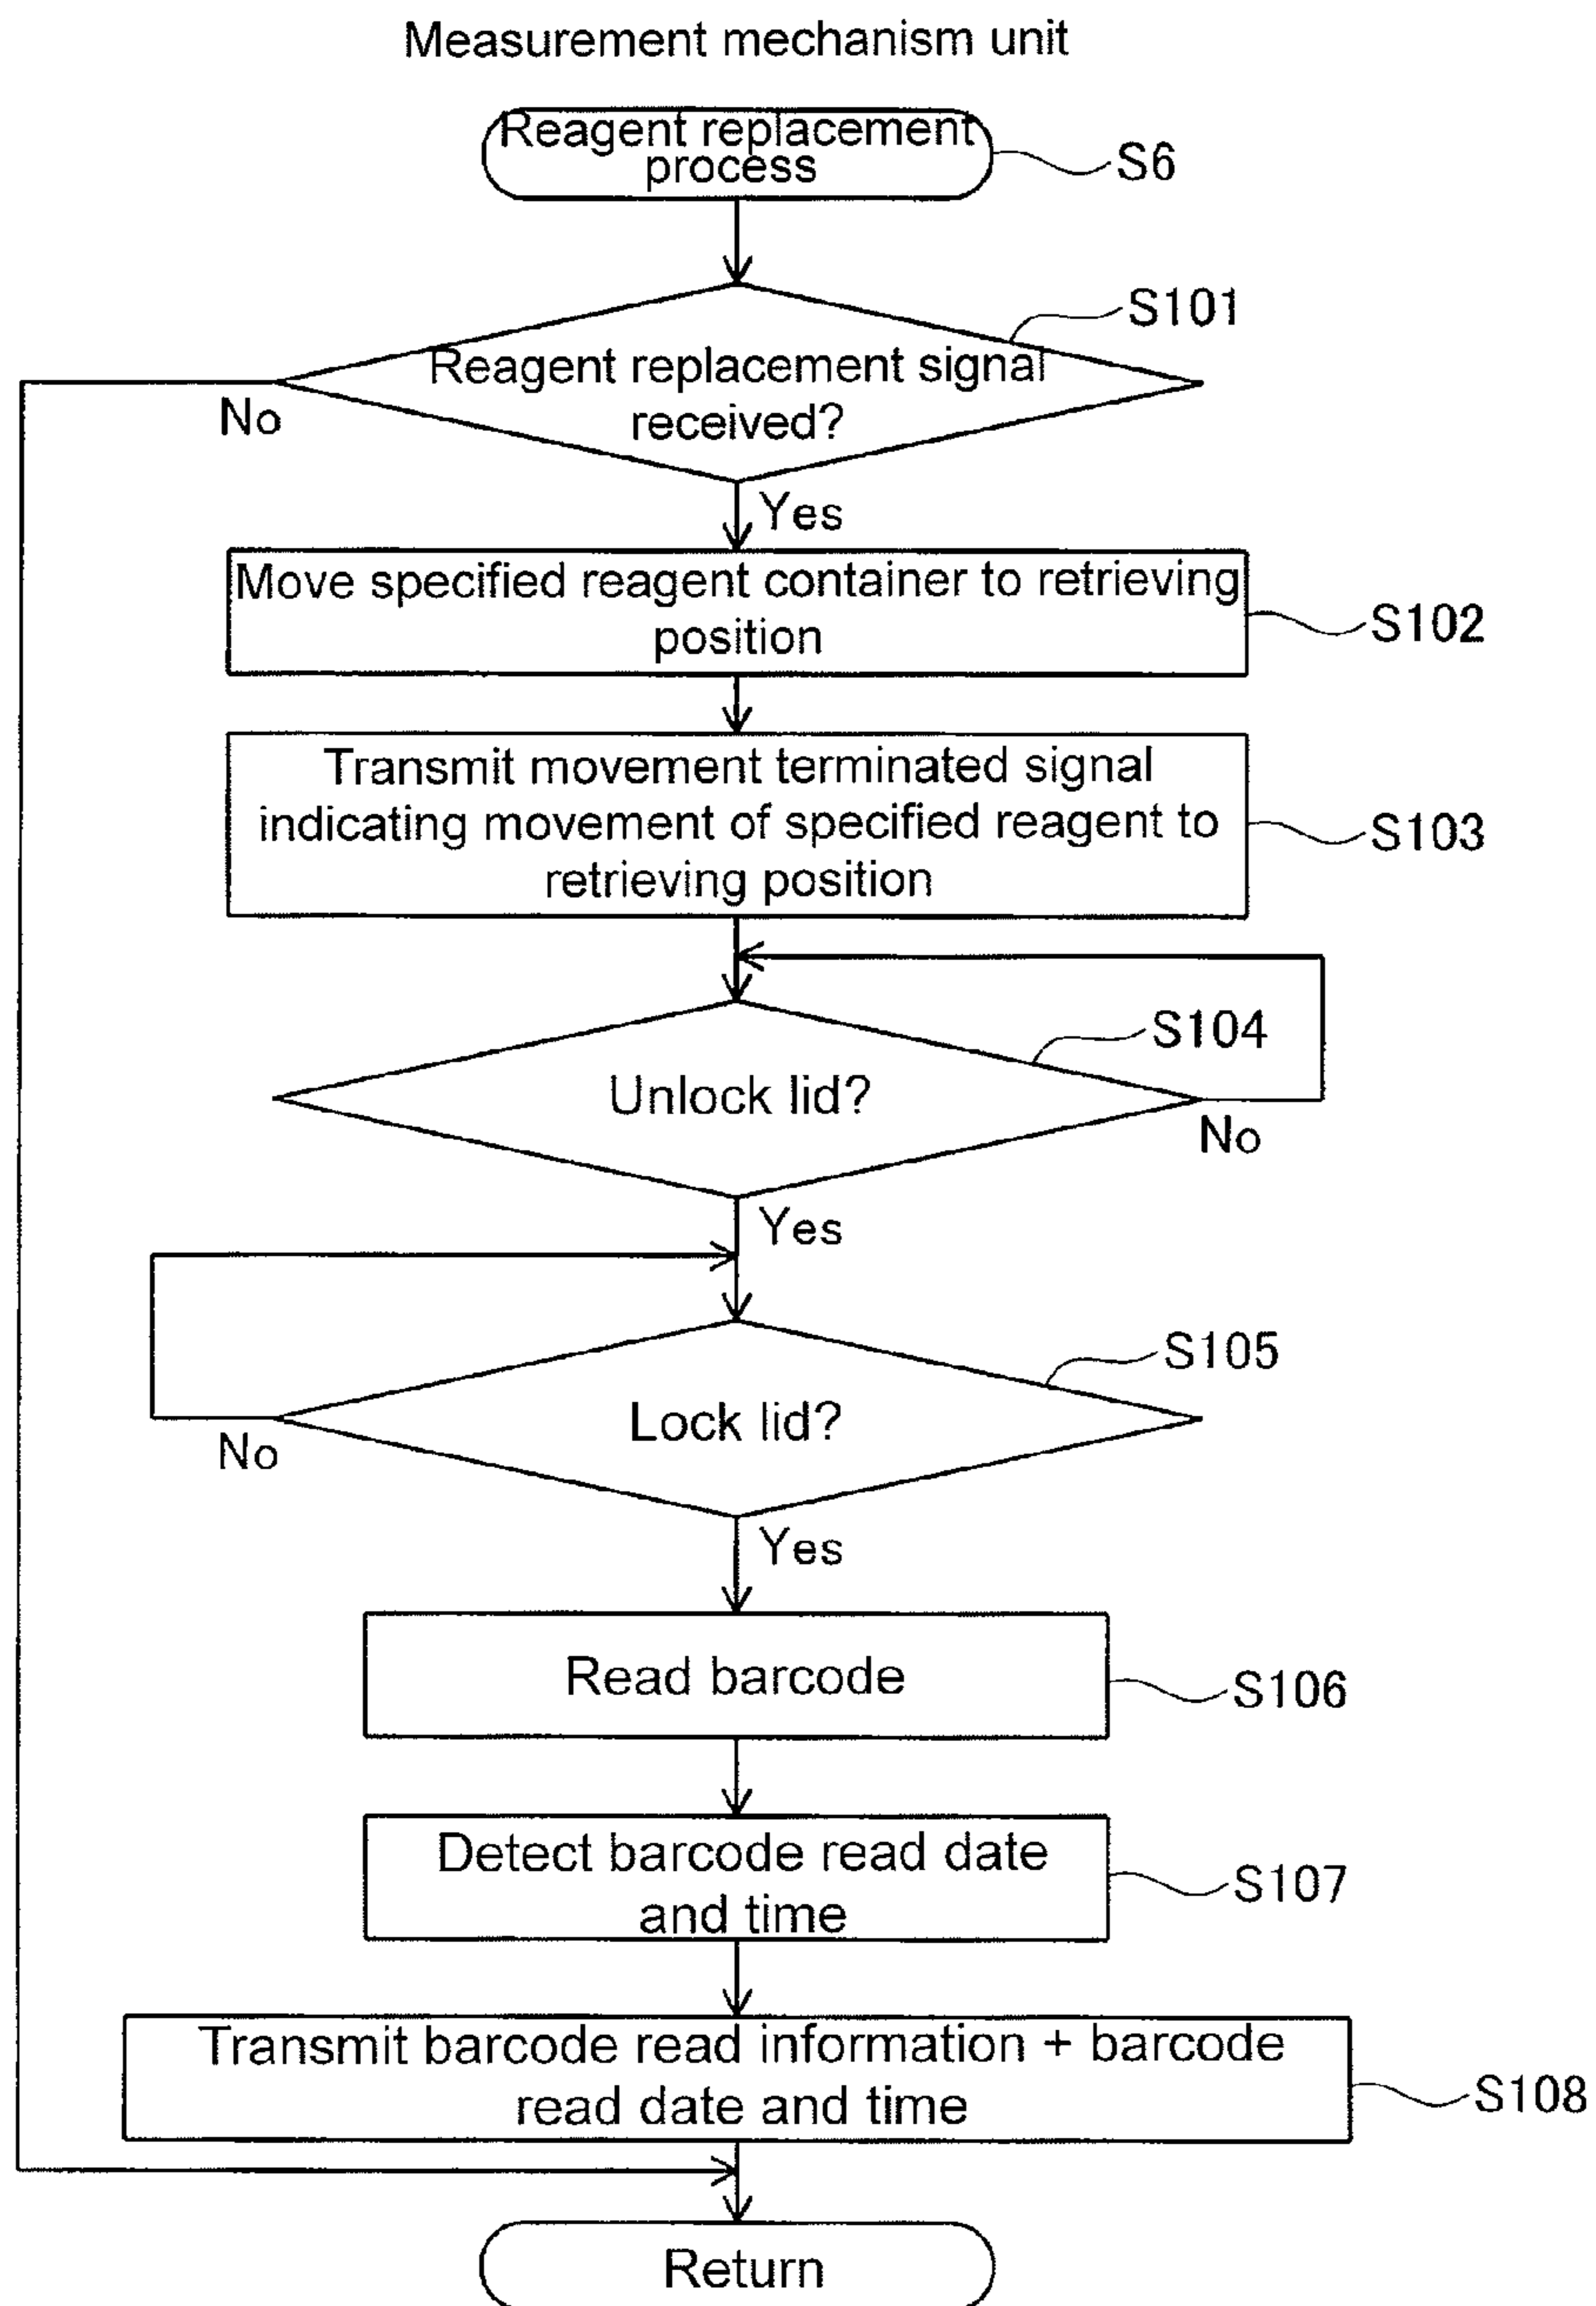 Measurement mechanism unit
Reagent replacement
process
S6
S101
Reagent replacement signal
received?
No
Yes
Move specified reagent container to retrieving
position
S102
Transmit movement terminated signal
indicating movement of specified reagent to
retrieving position
S103
S104
Unlock lid?
No
Yes
S105
Lock lid?
No
Yes
Read barcode
S106
Detect barcode read date
and time
S107
Transmit barcode read information + barcode
read date and time
S108
Return